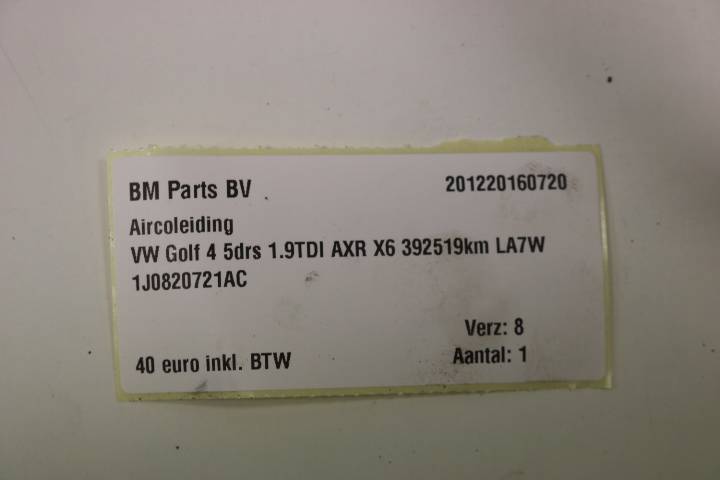 BM Parts BV 201220160720
Aircoleiding
VW Golf 4 5drs 1.9TDI AXR X6 392519km LA7W
1J0820721AC
Verz: 8
40 euro inkl. BTW Aantal: 1